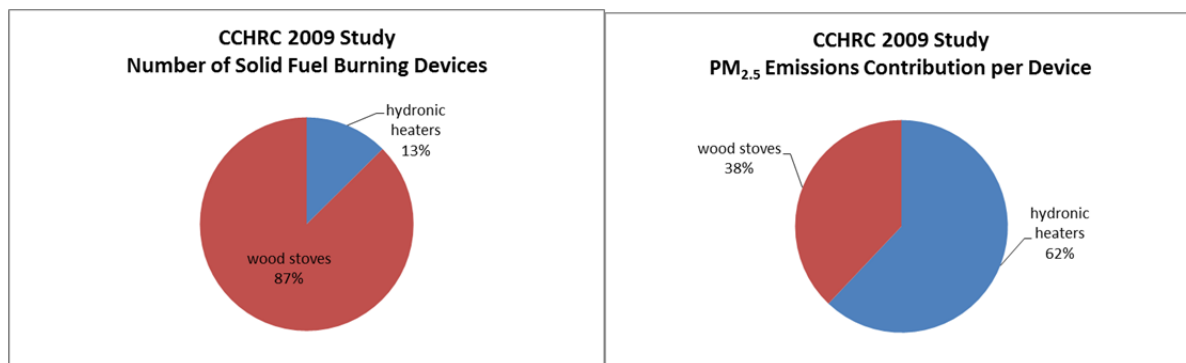 CCHRC 2009 Study
Number of Solid Fuel Burning Devices
hydronic
heaters
13%
wood stoves
87%
CCHRC 2009 Study
PM2.5 Emissions Contribution per Device
wood stoves
38%
hydronic
heaters
62%